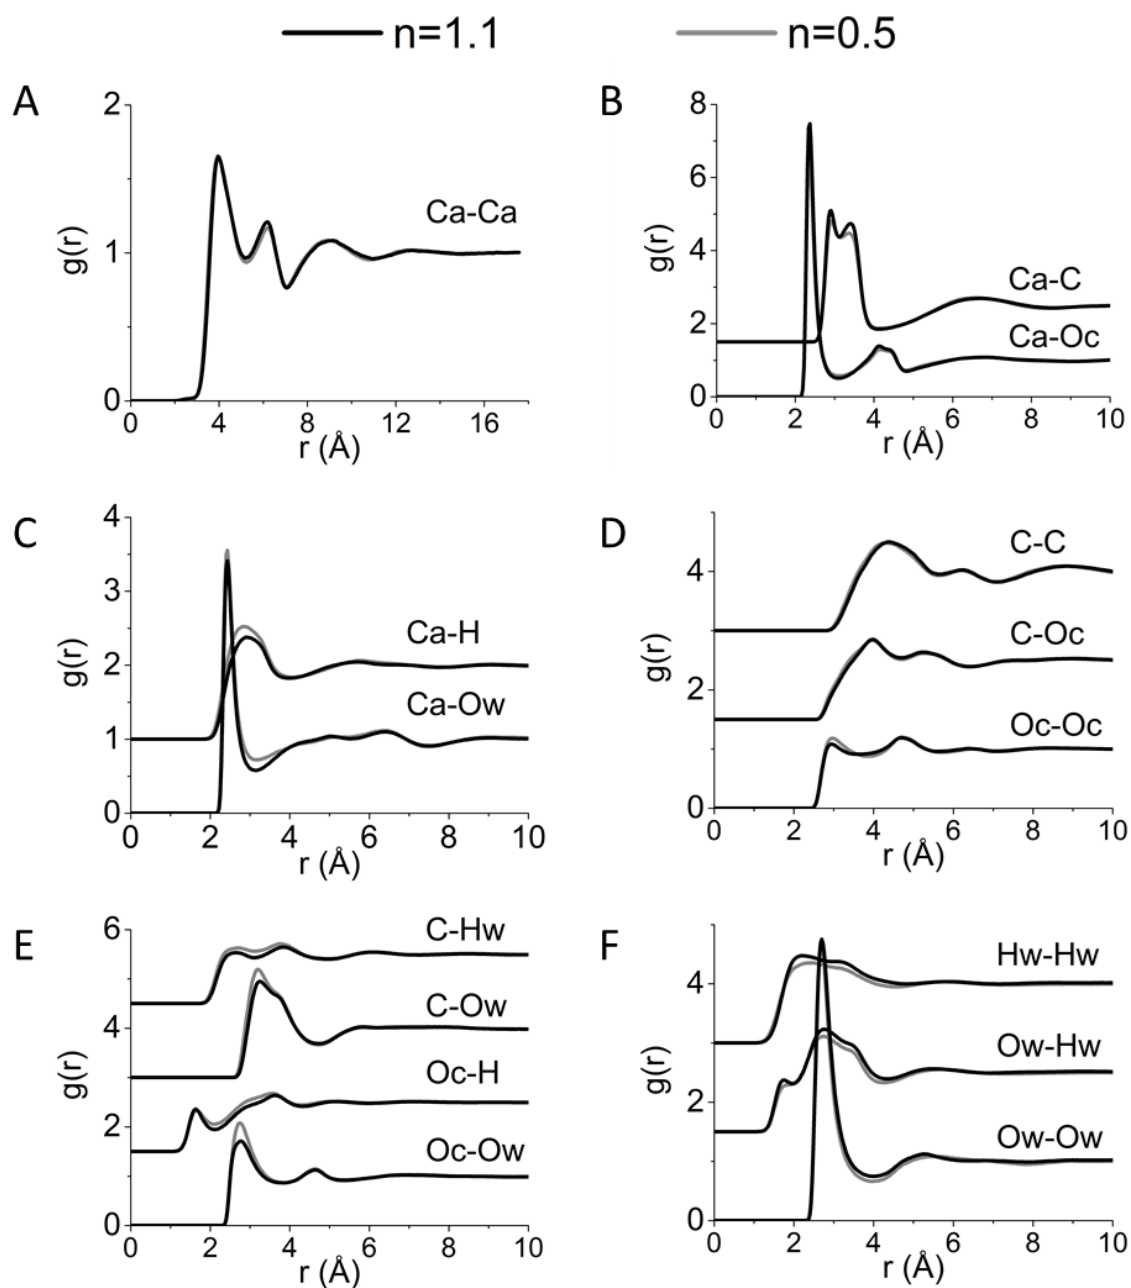 n=1.1 n=0.5
A
2
1
0
g(r)
Ca-Ca
0 4 8 12 16
r (Å)
B
8
6
4
2
0
g(r)
Ca-C
Ca-Oc
0 2 4 6 8 10
r (Å)
C
4
3
2
1
0
g(r)
Ca-H
Ca-Ow
0 2 4 6 8 10
r (Å)
D
4
2
0
g(r)
C-C
C-Oc
Oc-Oc
0 2 4 6 8 10
r (Å)
E
6
4
2
0
g(r)
C-Hw
C-Ow
Oc-H
Oc-Ow
0 2 4 6 8 10
r (Å)
F
4
2
0
g(r)
Hw-Hw
Ow-Hw
Ow-Ow
0 2 4 6 8 10
r (Å)